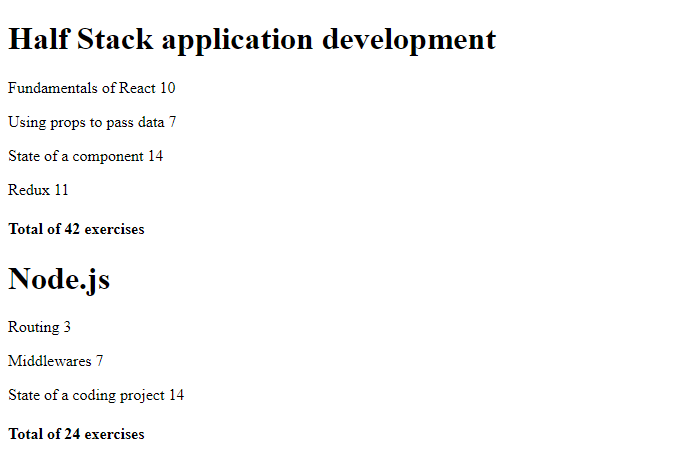 Half Stack application development
Fundamentals of React 10
Using props to pass data 7
State of a component 14
Redux 11
Total of 42 exercises
Node.js
Routing 3
Middlewares 7
State of a coding project 14
Total of 24 exercises